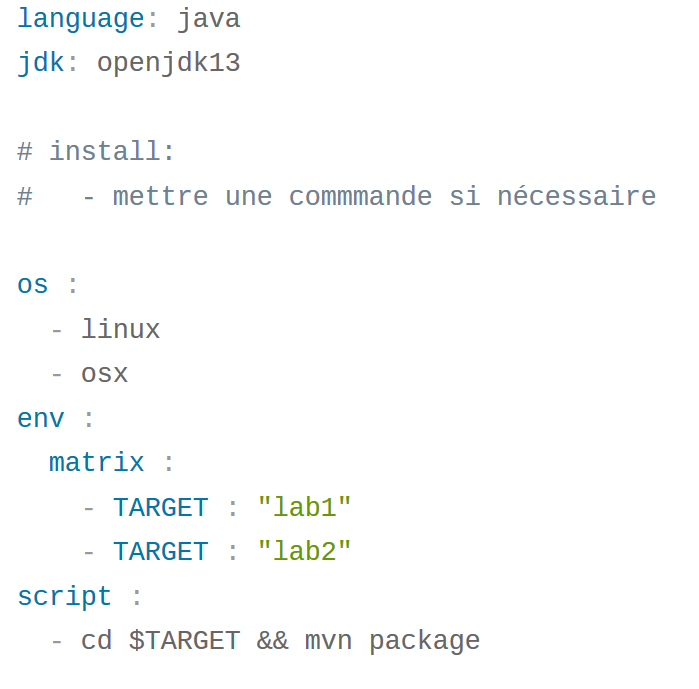 language: java
jdk: openjdk13
# install:
#   - mettre une commmande si nécessaire
os :
  - linux
  - osx
env :
  matrix :
    - TARGET : "lab1"
    - TARGET : "lab2"
script :
  - cd $TARGET && mvn package